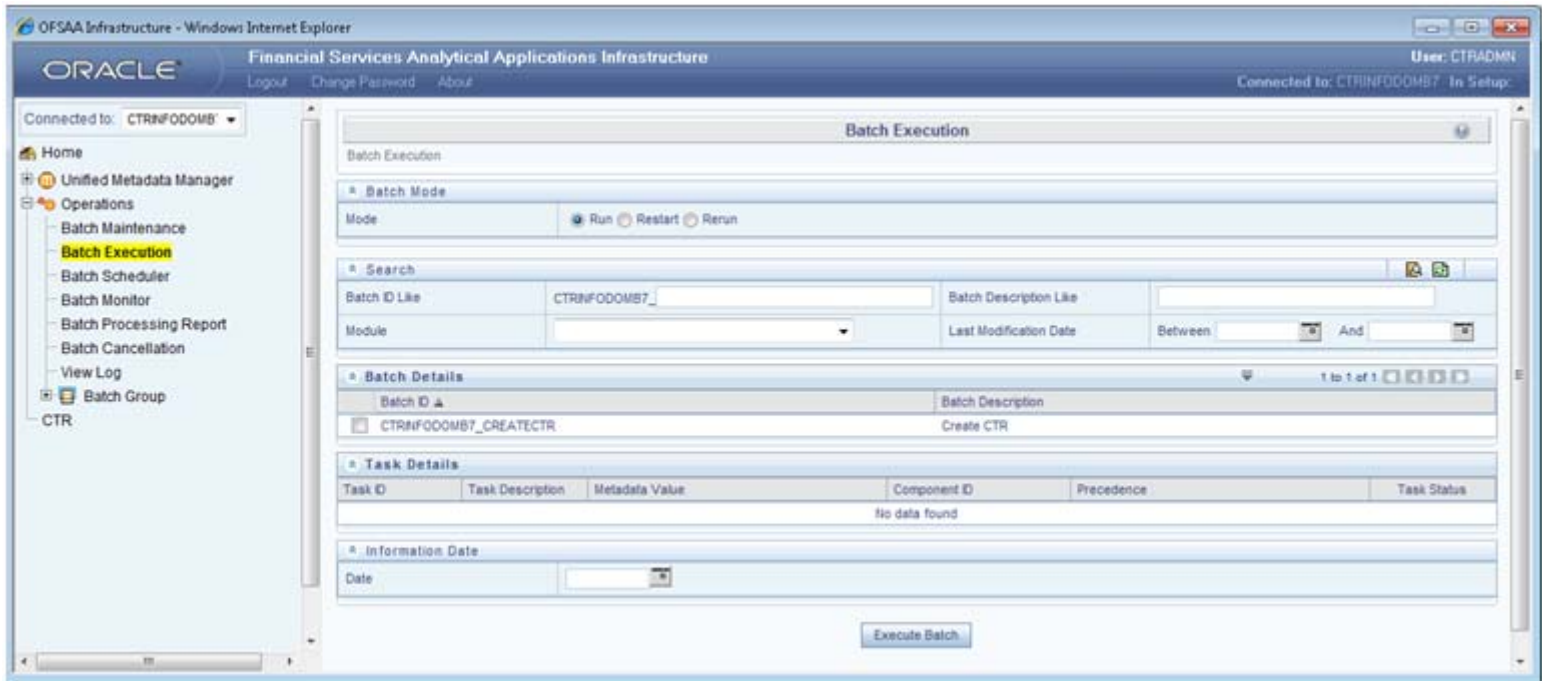 OFSAA Infrastructure - Windows Internet Explorer
ORACLE
Financial Services Analytical Applications Infrastructure
User: CTRADMN
Logout Change Password About
Connected to: CTRINFODOMB7 In Setup:
Connected to: CTRINFODOMB
Home
Unified Metadata Manager
Operations
Batch Maintenance
Batch Execution
Batch Scheduler
Batch Monitor
Batch Processing Report
Batch Cancellation
View Log
Batch Group
CTR
Batch Execution
Batch Execution
Batch Mode
Mode Run Restart Rerun
Search
Batch ID Like CTRINFODOMB7_ Batch Description Like
Module Last Modification Date Between And
Batch Details 1 to 1 of 1
Batch ID Batch Description
CTRINFODOMB7_CREATECTR Create CTR
Task Details
Task ID Task Description Metadata Value Component ID Precedence Task Status
No data found
Information Date
Date
Execute Batch